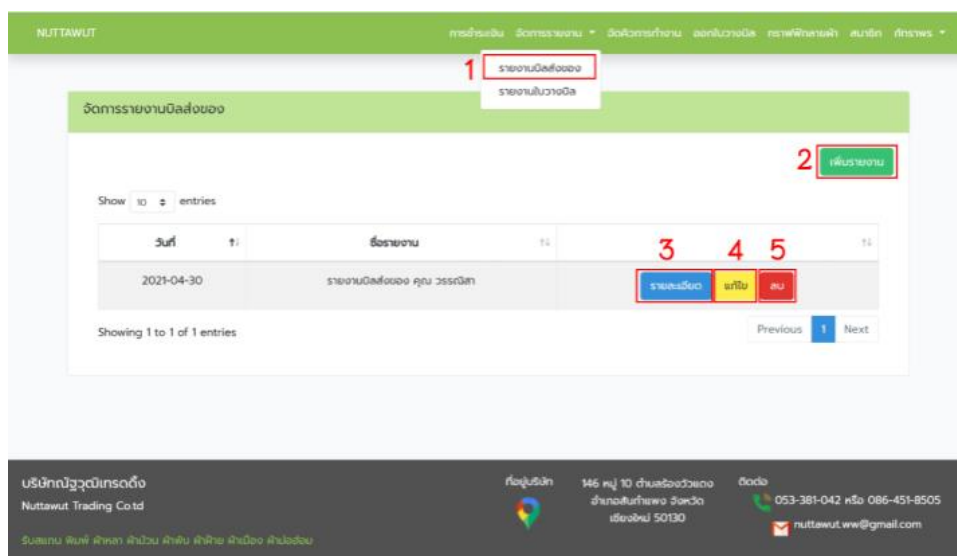 NUTTAWUT
การชำระเงิน จัดการรายงาน จัดคิวการทำงาน ออกใบวางบิล กราฟฟิกลายผ้า สมาชิก ภัทราพร
1 รายงานบิลส่งของ
รายงานใบวางบิล
จัดการรายงานบิลส่งของ
2 เพิ่มรายงาน
Show 10 entries
วันที่ ชื่อรายงาน
3 4 5
2021-04-30 รายงานบิลส่งของ คุณ วรรณิสา รายละเอียด แก้ไข ลบ
Showing 1 to 1 of 1 entries
Previous 1 Next
บริษัทณัฐวุฒิเทรดดิ้ง
Nuttawut Trading Co.td
รับสแกน พิมพ์ ผ้าหลา ผ้าม้วน ผ้าพับ ผ้าฝ้าย ผ้าเมือง ผ้าม่อฮ่อม
ที่อยู่บริษัท
146 หมู่ 10 ตำบลร้องวัวแดง
อำเภอสันกำแพง จังหวัด
เชียงใหม่ 50130
ติดต่อ
053-381-042 หรือ 086-451-8505
nuttawut.ww@gmail.com